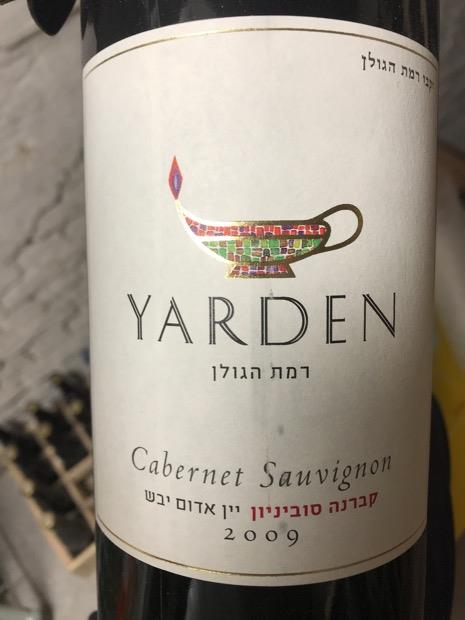 רמת הגולן
YARDEN
רמת הגולן
Cabernet Sauvignon
קברנה סוביניון יין אדום יבש
2009